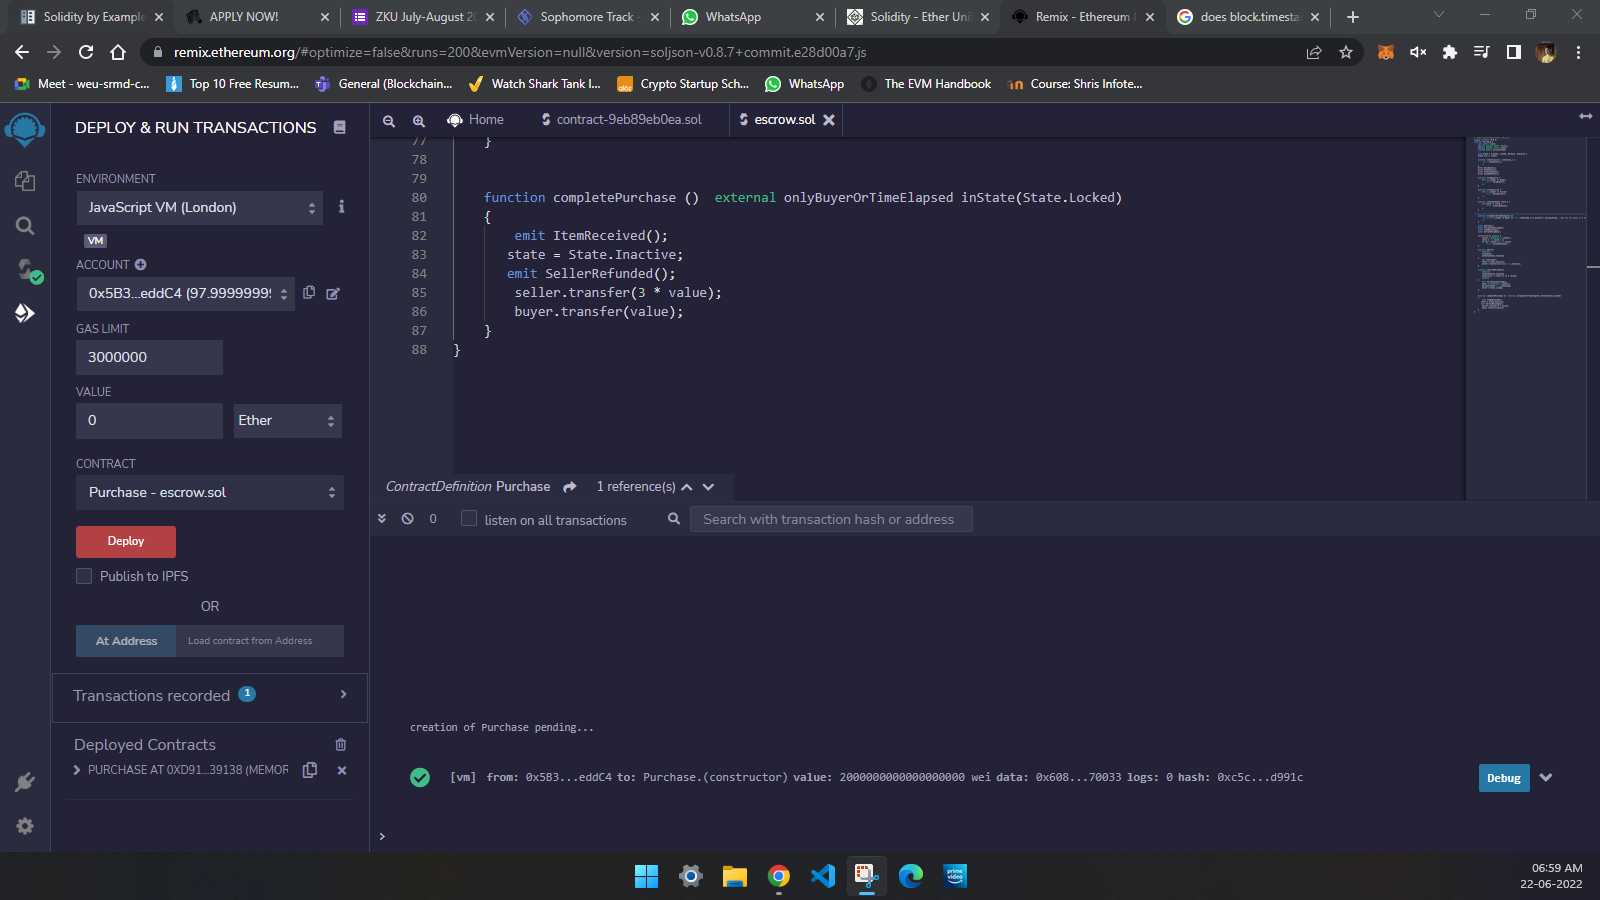 Solidity by Example
APPLY NOW!
ZKU July-August 2
Sophomore Track -
WhatsApp
Solidity - Ether Uni
Remix - Ethereum
does block.timesta
remix.ethereum.org/#optimize=false&runs=200&evmVersion=null&version=soljson-v0.8.7+commit.e28d00a7.js
Meet - weu-srmd-c...
Top 10 Free Resum...
General (Blockchain...
Watch Shark Tank I...
Crypto Startup Sch...
WhatsApp
The EVM Handbook
Course: Shris Infote...
DEPLOY & RUN TRANSACTIONS
ENVIRONMENT
JavaScript VM (London)
VM
ACCOUNT
0x5B3...eddC4 (97.9999999
GAS LIMIT
3000000
VALUE
0
Ether
CONTRACT
Purchase - escrow.sol
Deploy
Publish to IPFS
OR
At Address
Load contract from Address
Transactions recorded 1
Deployed Contracts
PURCHASE AT 0XD91...39138 (MEMOR
Home
contract-9eb89eb0ea.sol
escrow.sol
77 }
78
79
80 function completePurchase () external onlyBuyerOrTimeElapsed inState(State.Locked)
81 {
82 emit ItemReceived();
83 state = State.Inactive;
84 emit SellerRefunded();
85 seller.transfer(3 * value);
86 buyer.transfer(value);
87 }
88 }
ContractDefinition Purchase 1 reference(s)
0 listen on all transactions
Search with transaction hash or address
creation of Purchase pending...
[vm] from: 0x5B3...eddC4 to: Purchase.(constructor) value: 2000000000000000000 wei data: 0x608...70033 logs: 0 hash: 0xc5c...d991c
Debug
>
prime video
06:59 AM
22-06-2022